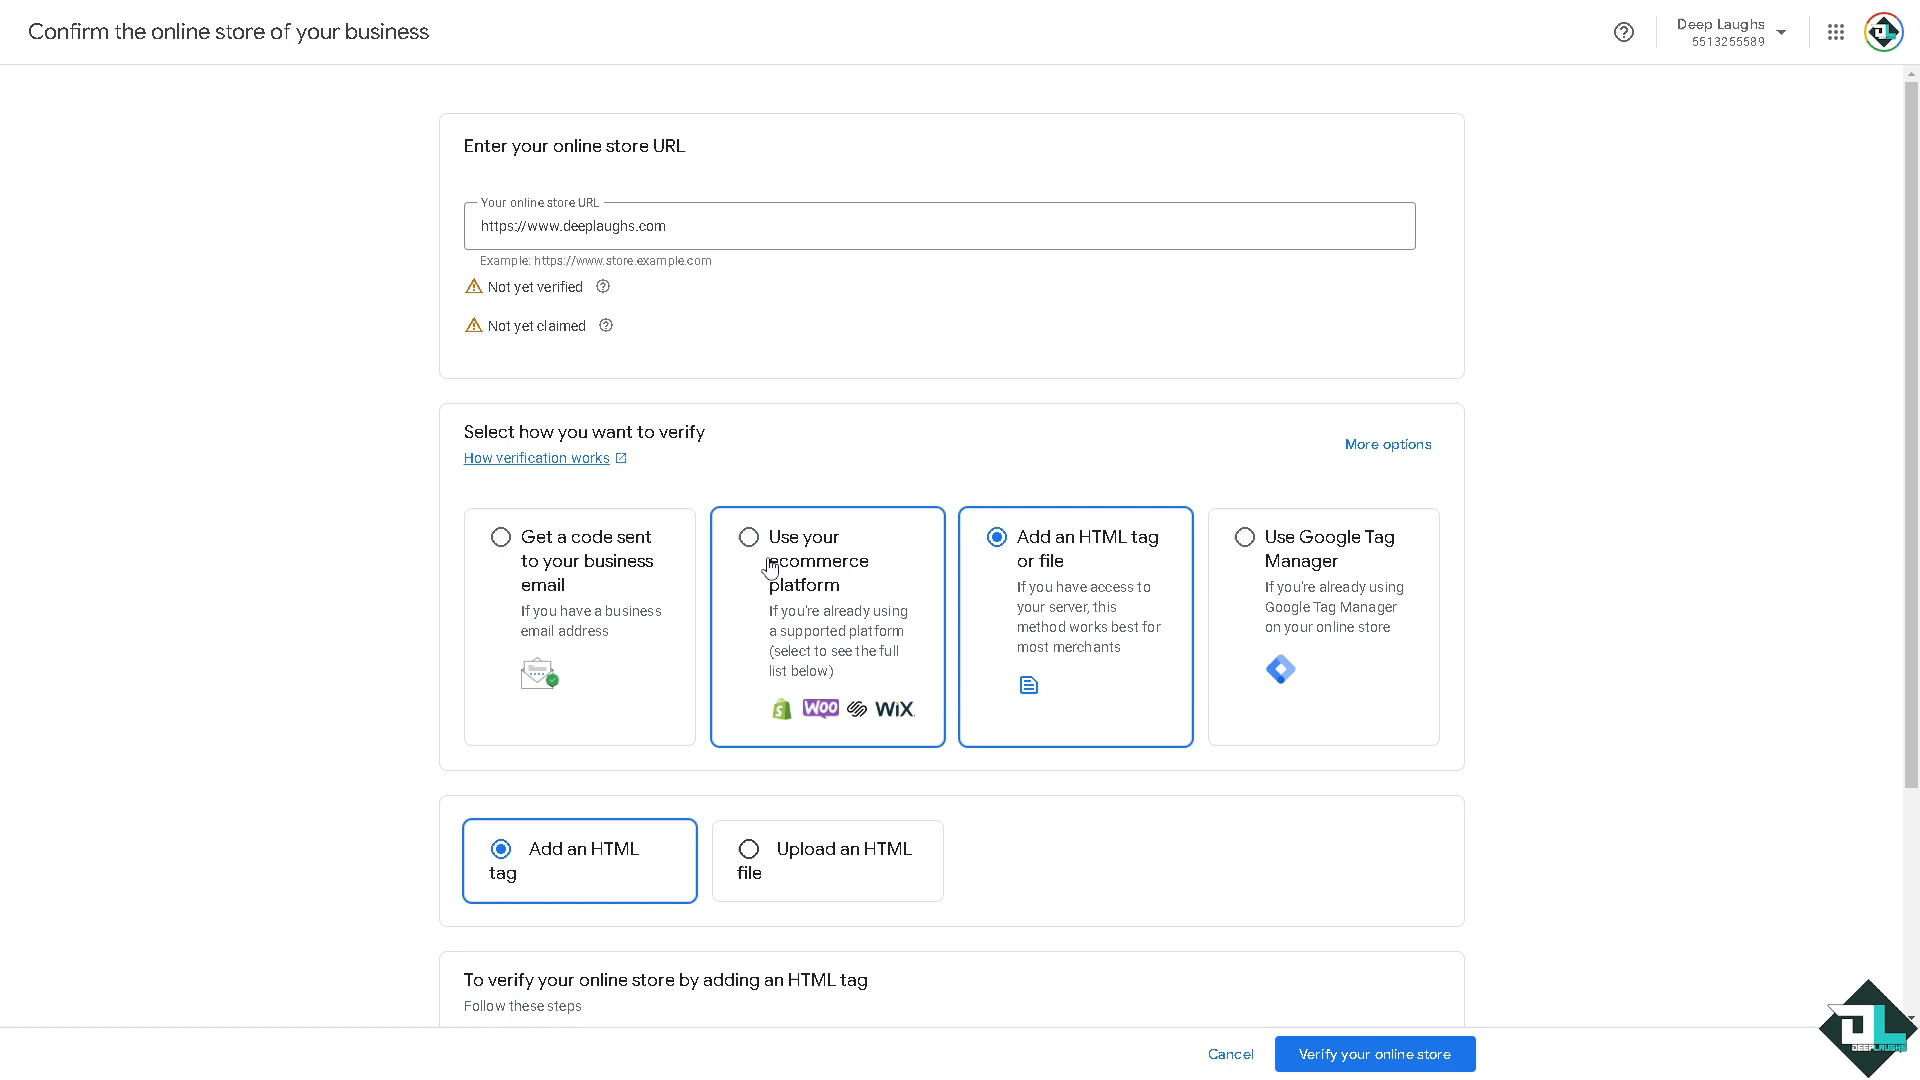 Confirm the online store of your business
Deep Laughs
5513255589
Enter your online store URL
Your online store URL
https://www.deeplaughs.com
Example: https://www.store.example.com
Not yet verified
Not yet claimed
Select how you want to verify
How verification works
More options
Get a code sent
to your business
email
If you have a business
email address
Use your
ecommerce
platform
If you're already using
a supported platform
(select to see the full
list below)
WOO
WiX
Add an HTML tag
or file
If you have access to
your server, this
method works best for
most merchants
Use Google Tag
Manager
If you're already using
Google Tag Manager
on your online store
Add an HTML
tag
Upload an HTML
file
To verify your online store by adding an HTML tag
Follow these steps
Cancel
Verify your online store
DL
DEEPLAUGHS